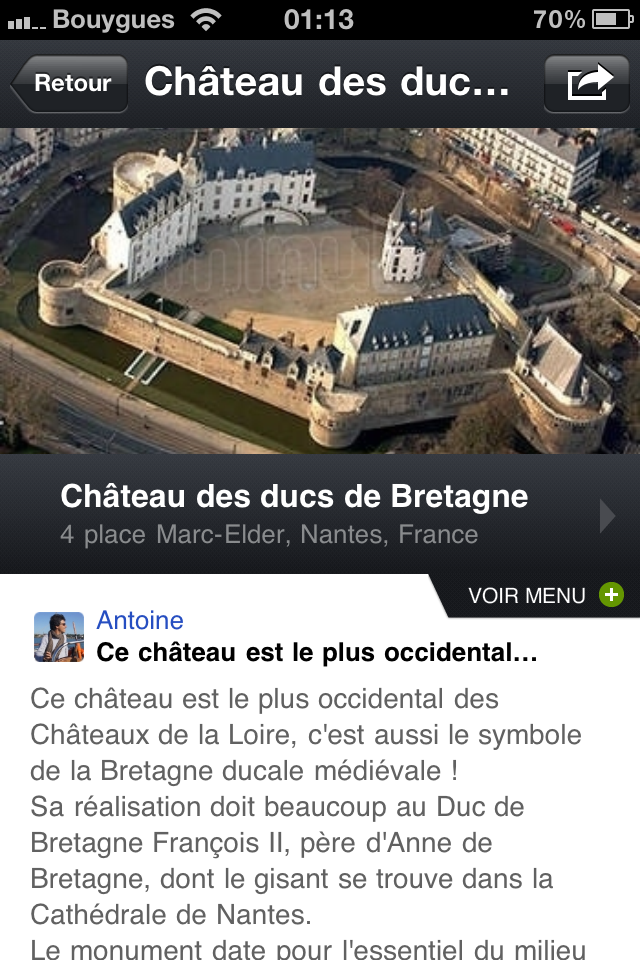 Bouygues 01:13 70%
Retour Château des duc...
Château des ducs de Bretagne
4 place Marc-Elder, Nantes, France
VOIR MENU
Antoine
Ce château est le plus occidental...
Ce château est le plus occidental des
Châteaux de la Loire, c'est aussi le symbole
de la Bretagne ducale médiévale !
Sa réalisation doit beaucoup au Duc de
Bretagne François II, père d'Anne de
Bretagne, dont le gisant se trouve dans la
Cathédrale de Nantes.
Le monument date pour l'essentiel du milieu